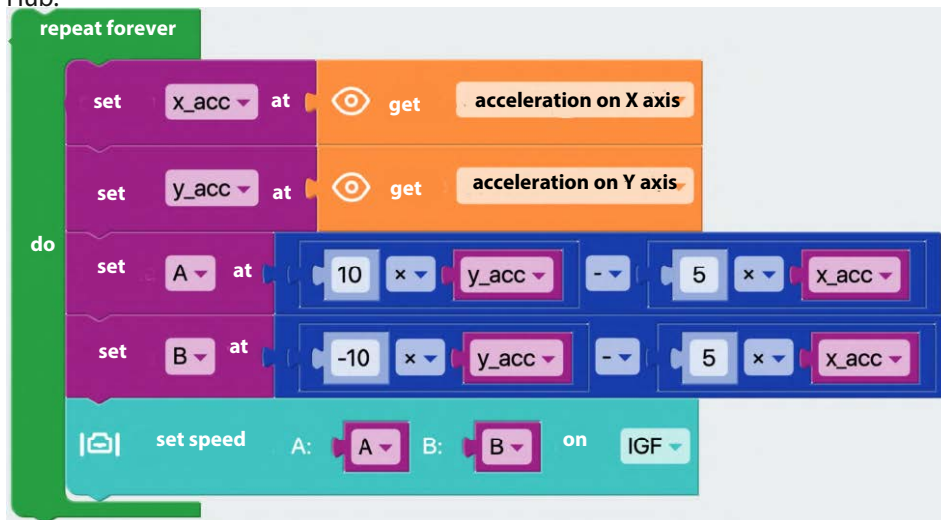 Hub.
repeat forever
set x_acc at get acceleration on X axis
set y_acc at get acceleration on Y axis
do
set A at 10 × y_acc - 5 × x_acc
set B at -10 × y_acc - 5 × x_acc
set speed A: A B: B on IGF